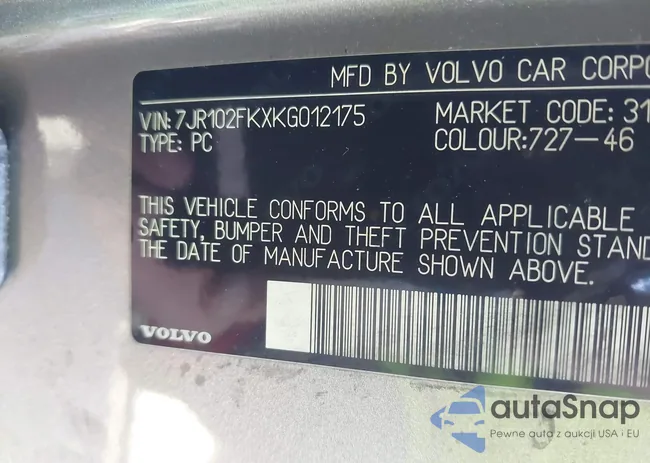 MFD BY VOLVO CAR CORPO
VIN: 7JR102FKXKG012175 MARKET CODE: 31
TYPE: PC COLOUR:727–46
THIS VEHICLE CONFORMS TO ALL APPLICABLE
SAFETY, BUMPER AND THEFT PREVENTION STAND
THE DATE OF MANUFACTURE SHOWN ABOVE.
VOLVO
autaSnap
Pewne auta z aukcji USA i EU